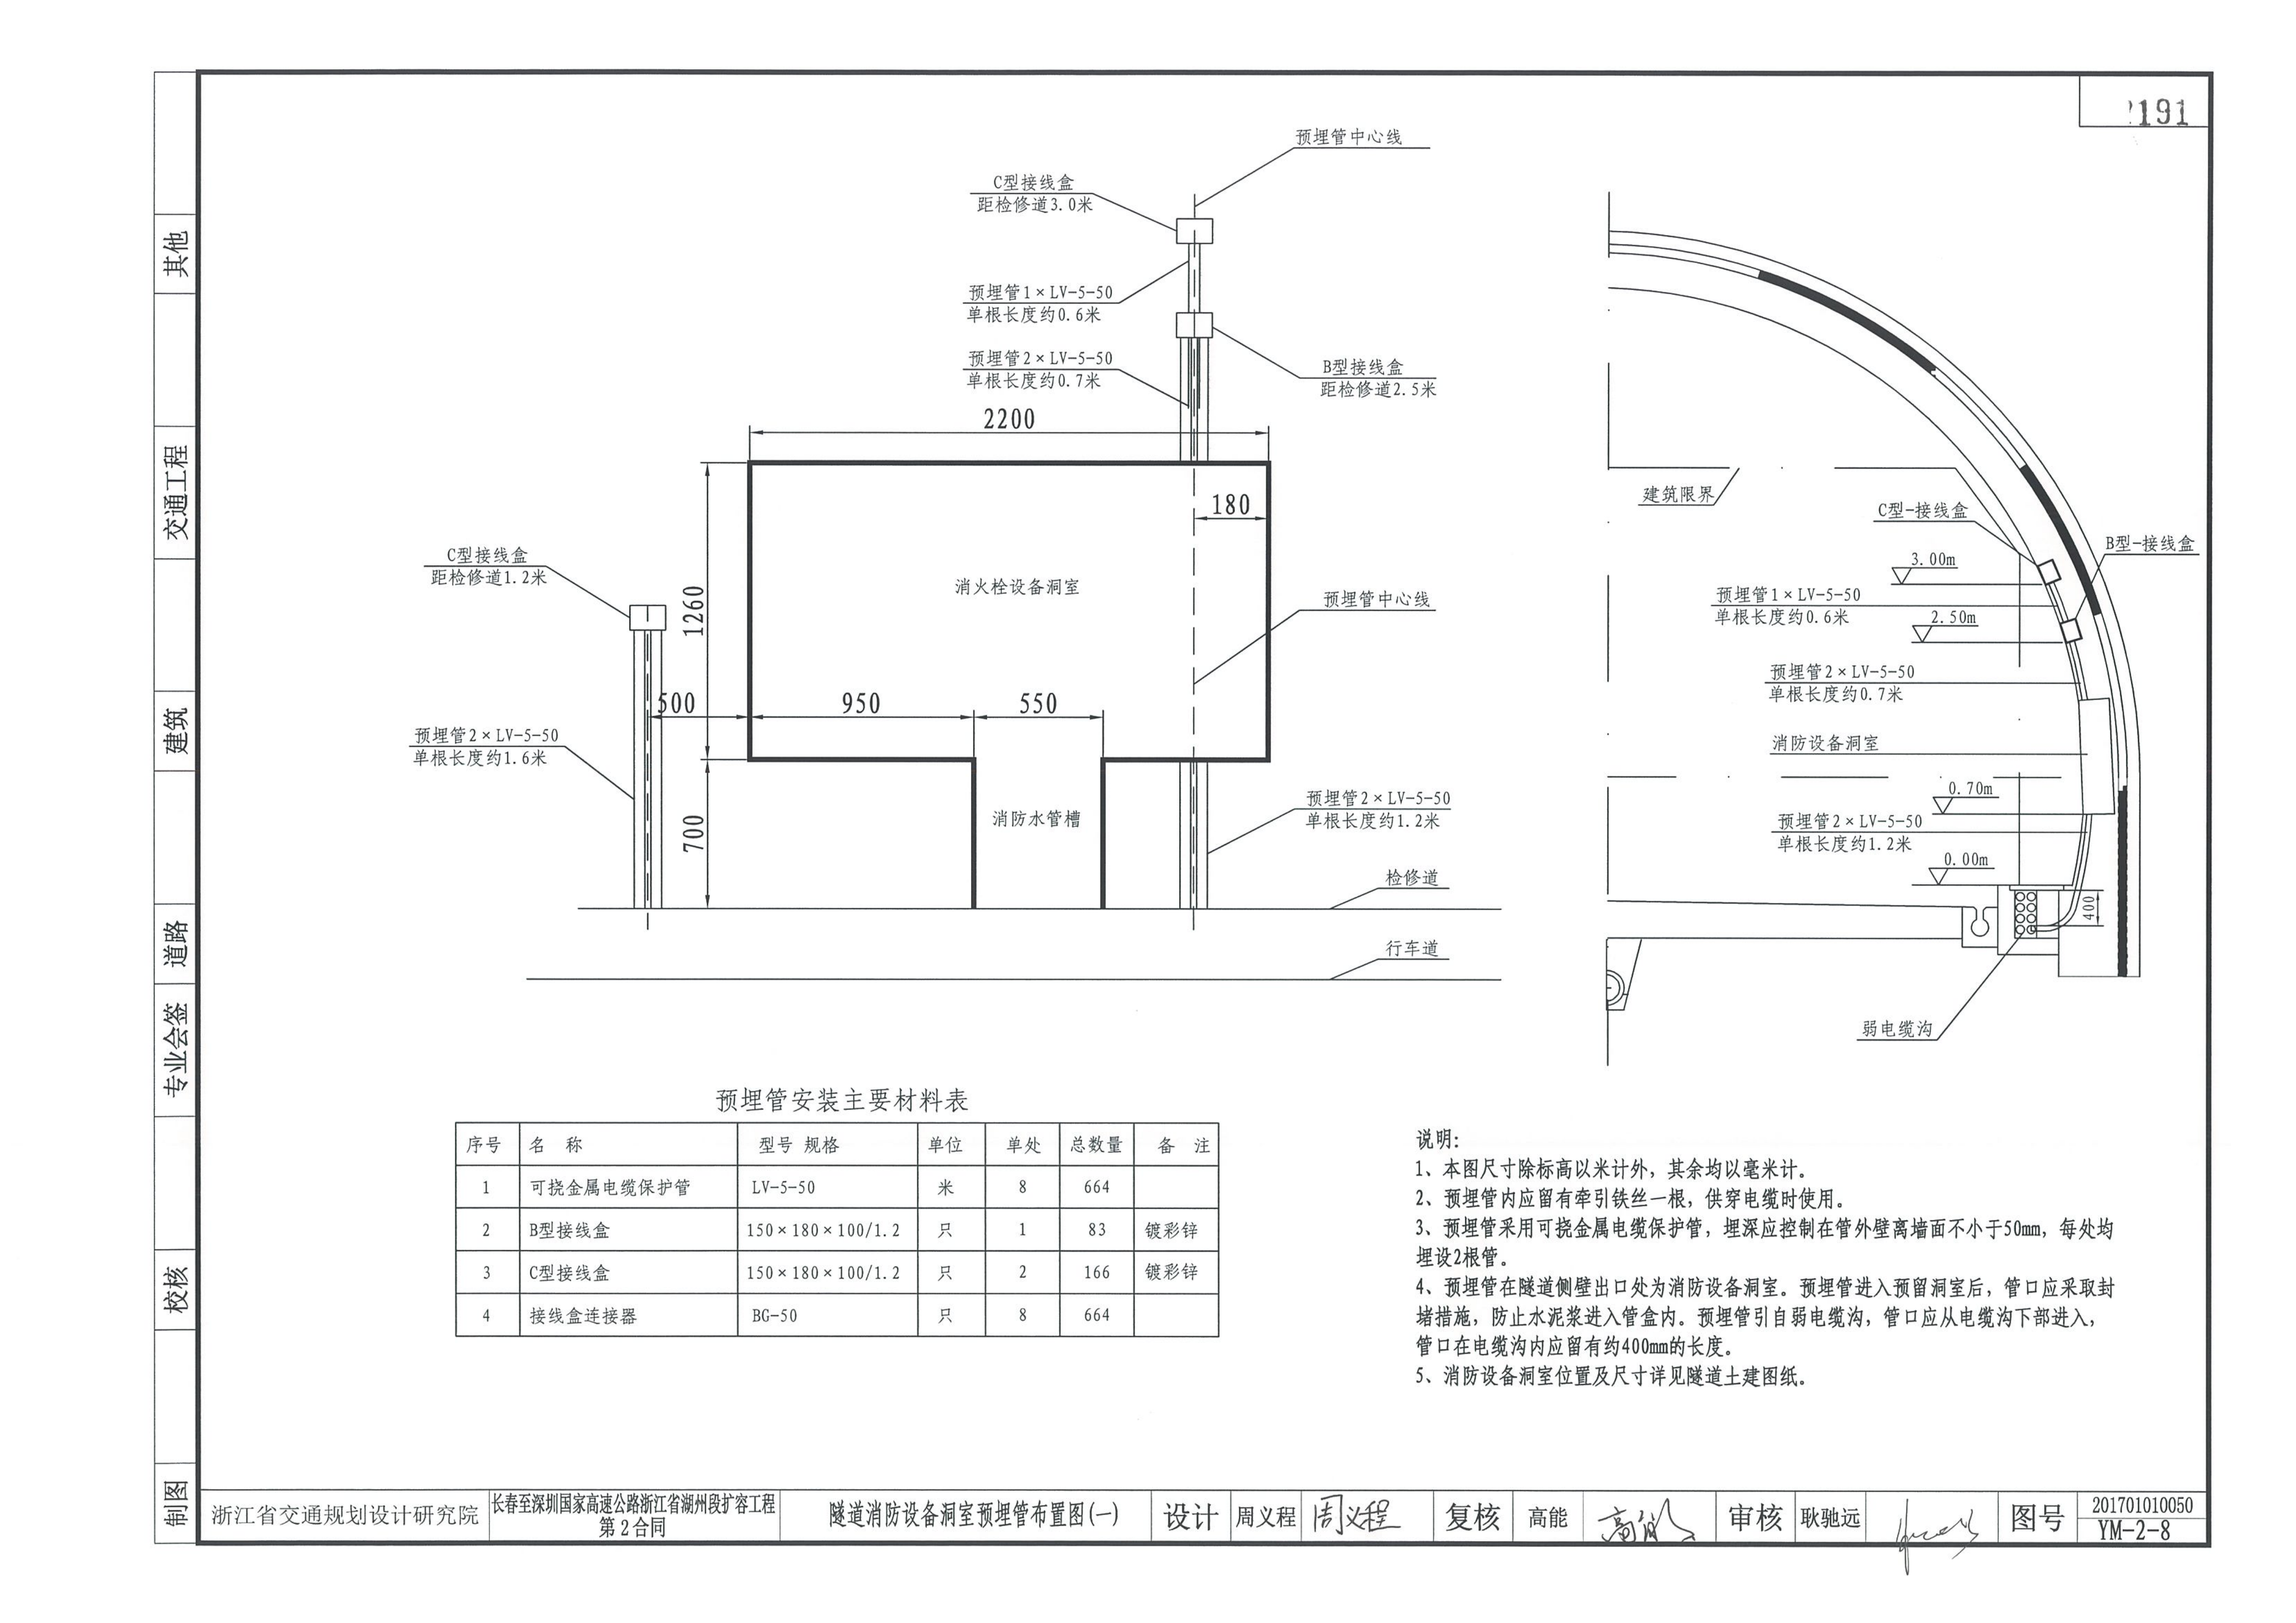 191
其他
交通工程
建筑
道路
专业会签
校核
制图
预埋管中心线
C型接线盒
距检修道3.0米
预埋管1×LV-5-50
单根长度约0.6米
预埋管2×LV-5-50
单根长度约0.7米
B型接线盒
距检修道2.5米
2200
180
C型接线盒
距检修道1.2米
1260
消火栓设备洞室
预埋管中心线
500
950
550
预埋管2×LV-5-50
单根长度约1.6米
700
消防水管槽
预埋管2×LV-5-50
单根长度约1.2米
检修道
行车道
建筑限界
C型-接线盒
B型-接线盒
3.00m
预埋管1×LV-5-50
单根长度约0.6米
2.50m
预埋管2×LV-5-50
单根长度约0.7米
消防设备洞室
0.70m
预埋管2×LV-5-50
单根长度约1.2米
0.00m
400
弱电缆沟
预埋管安装主要材料表
序号 名 称 型号 规格 单位 单处 总数量 备 注
1 可挠金属电缆保护管 LV-5-50 米 8 664
2 B型接线盒 150×180×100/1.2 只 1 83 镀彩锌
3 C型接线盒 150×180×100/1.2 只 2 166 镀彩锌
4 接线盒连接器 BG-50 只 8 664
说明:
1、本图尺寸除标高以米计外，其余均以毫米计。
2、预埋管内应留有牵引铁丝一根，供穿电缆时使用。
3、预埋管采用可挠金属电缆保护管，埋深应控制在管外壁离墙面不小于50mm，每处均
埋设2根管。
4、预埋管在隧道侧壁出口处为消防设备洞室。预埋管进入预留洞室后，管口应采取封
堵措施，防止水泥浆进入管盒内。预埋管引自弱电缆沟，管口应从电缆沟下部进入，
管口在电缆沟内应留有约400mm的长度。
5、消防设备洞室位置及尺寸详见隧道土建图纸。
浙江省交通规划设计研究院
长春至深圳国家高速公路浙江省湖州段扩容工程
第2合同
隧道消防设备洞室预埋管布置图(一)
设计 周义程 周义程 复核 高能 高能 审核 耿驰远 图号
201701010050
YM-2-8